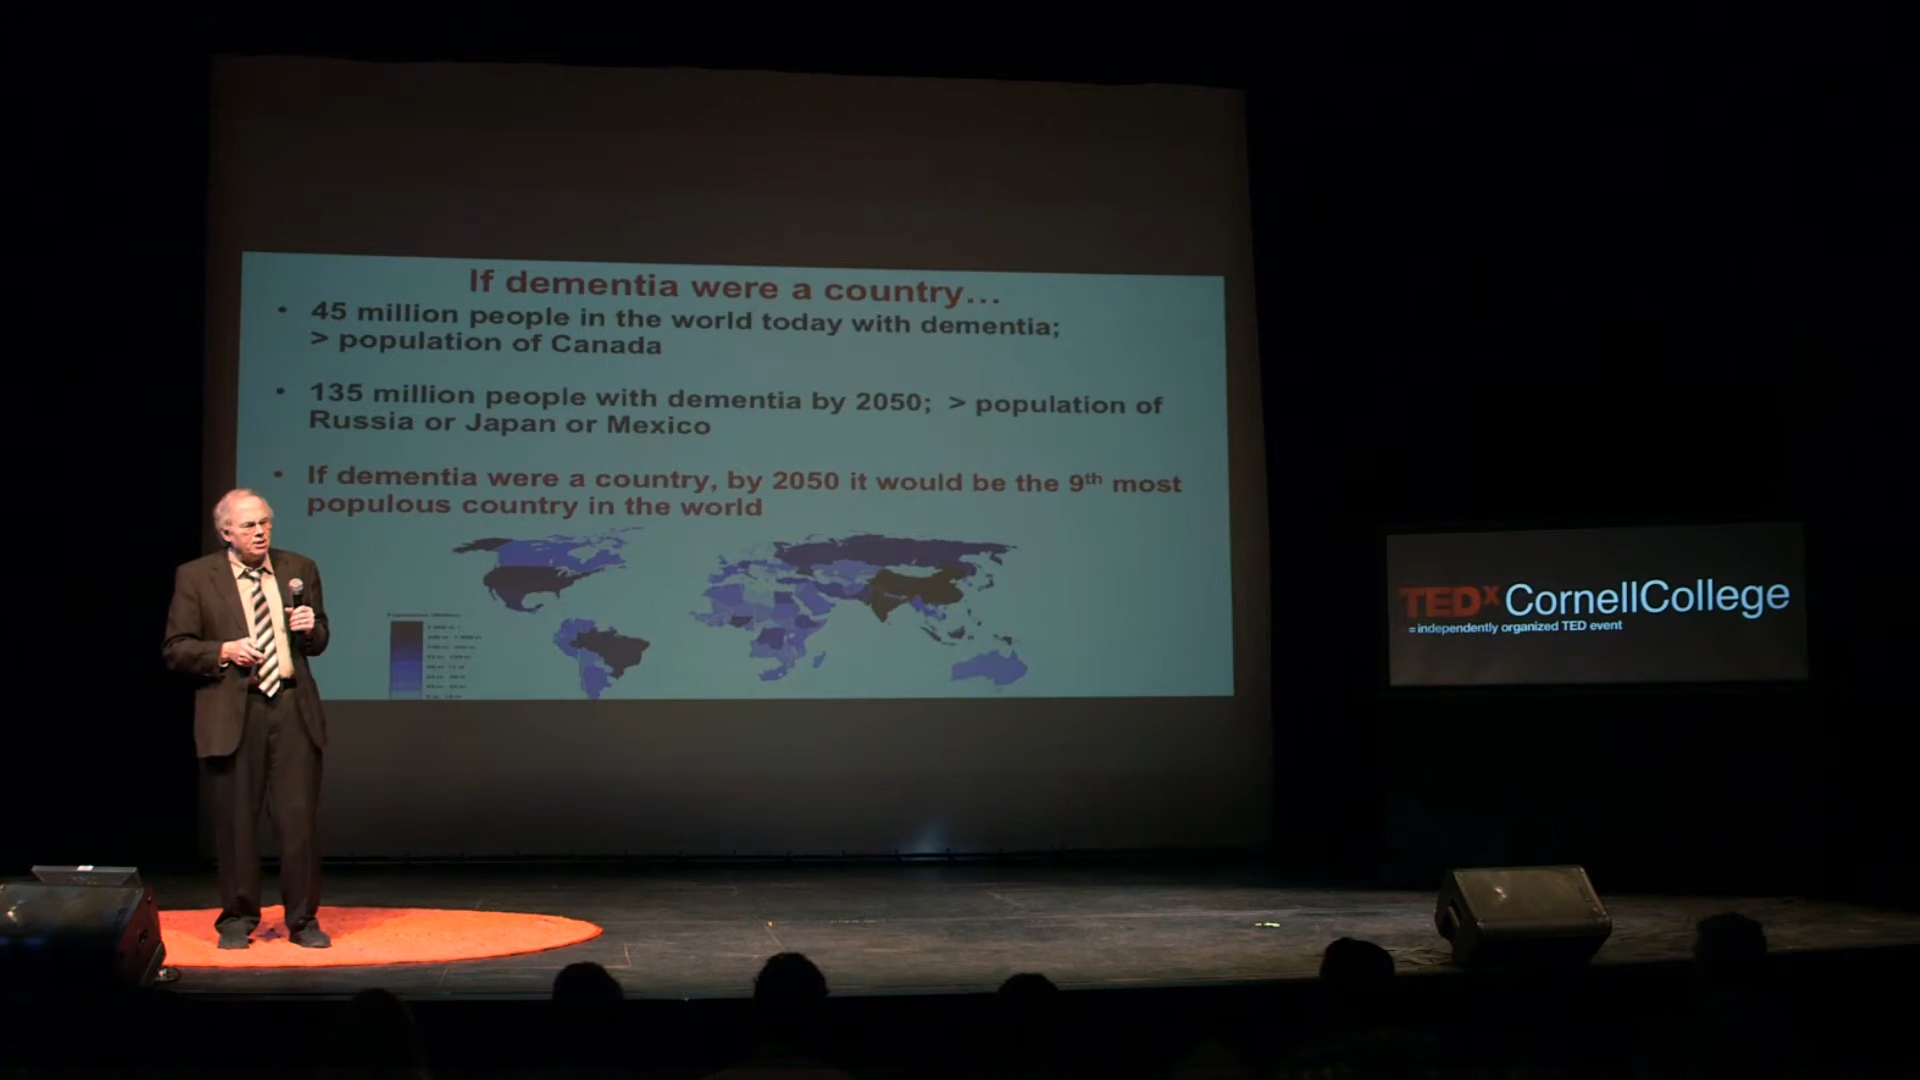 If dementia were a country...
• 45 million people in the world today with dementia;
> population of Canada
• 135 million people with dementia by 2050; > population of
Russia or Japan or Mexico
• If dementia were a country, by 2050 it would be the 9th most
populous country in the world
TEDx CornellCollege
= independently organized TED event